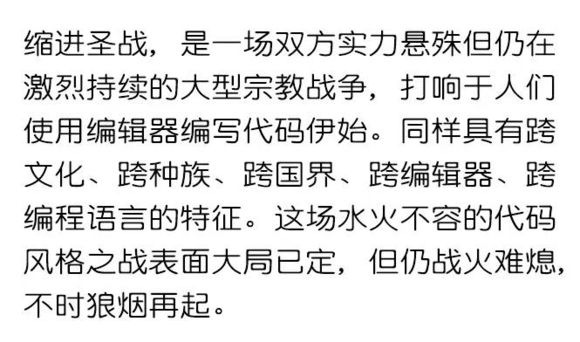 缩进圣战，是一场双方实力悬殊但仍在
激烈持续的大型宗教战争，打响于人们
使用编辑器编写代码伊始。同样具有跨
文化、跨种族、跨国界、跨编辑器、跨
编程语言的特征。这场水火不容的代码
风格之战表面大局已定，但仍战火难熄，
不时狼烟再起。